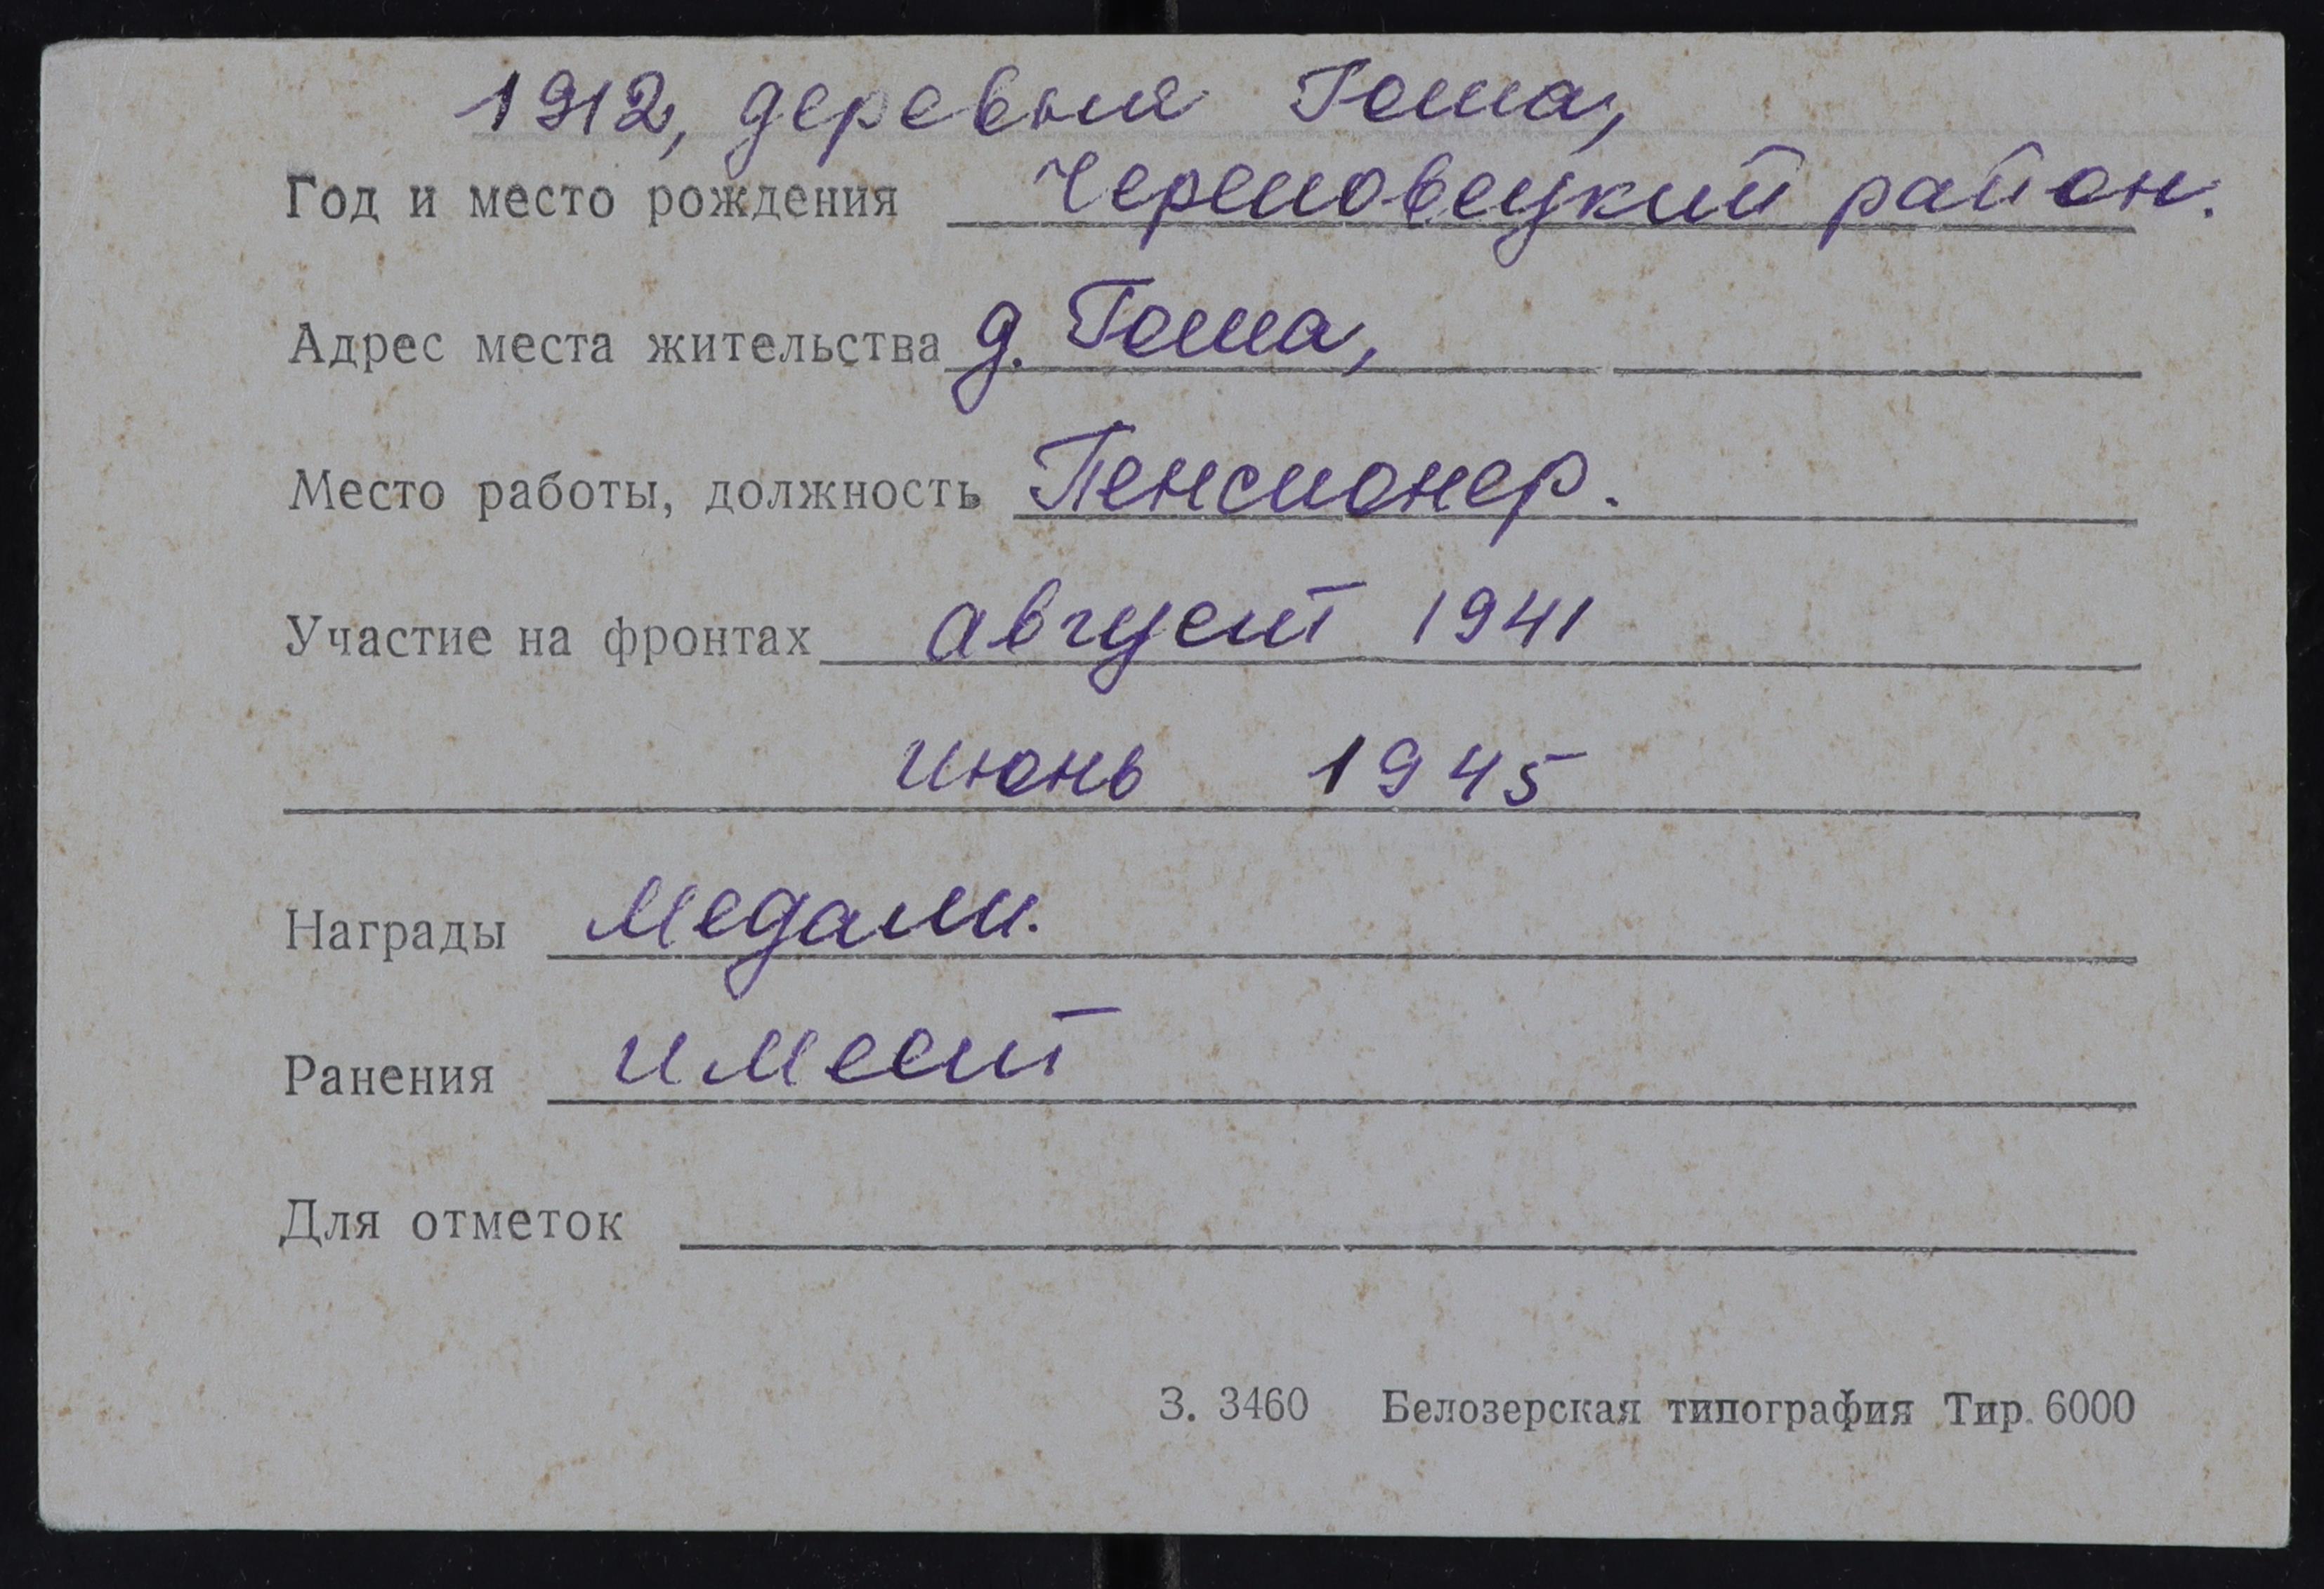 1912, деревня Гоша,
Год и место рождения Череповецкий район.
Адрес места жительства д. Гоша,
Место работы, должность Пенсионер.
Участие на фронтах август 1941
июнь 1945
Награды Медали.
Ранения имеет
Для отметок
З. 3460 Белозерская типография Тир. 6000